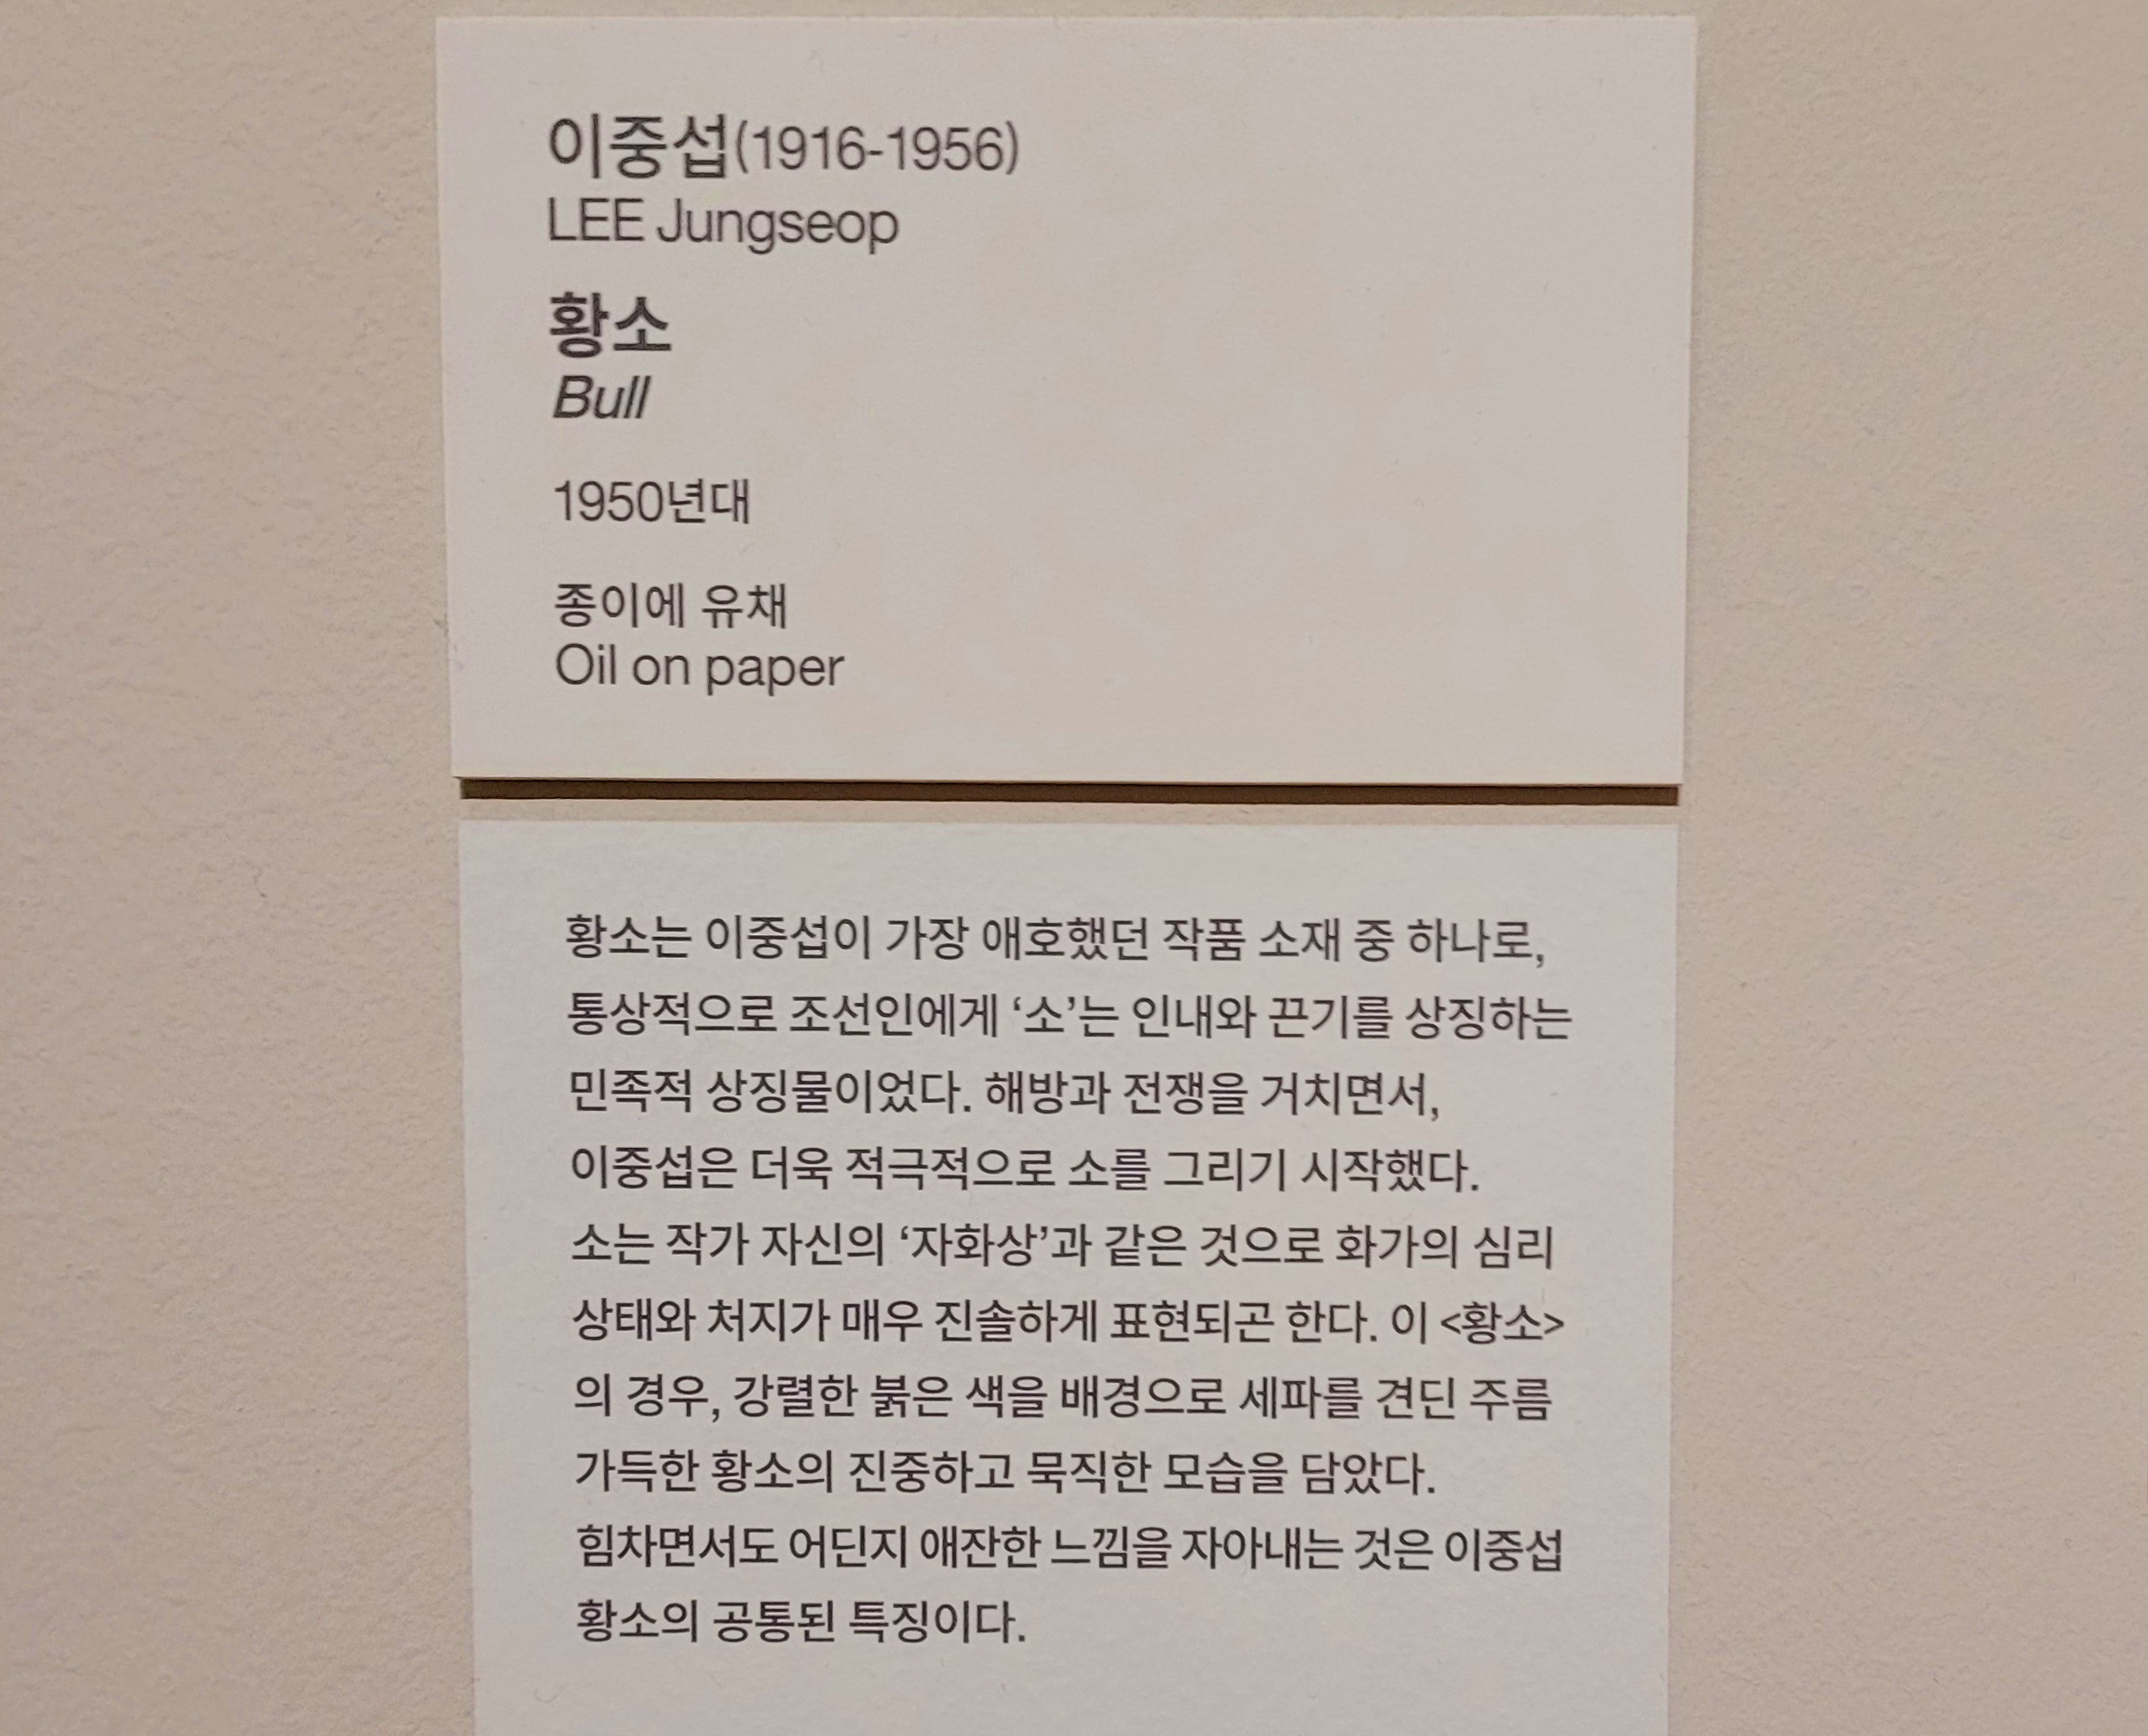 이중섭(1916-1956)
LEE Jungseop
황소
Bull
1950년대
종이에 유채
Oil on paper
황소는 이중섭이 가장 애호했던 작품 소재 중 하나로,
통상적으로 조선인에게 ‘소’는 인내와 끈기를 상징하는
민족적 상징물이었다. 해방과 전쟁을 거치면서,
이중섭은 더욱 적극적으로 소를 그리기 시작했다.
소는 작가 자신의 ‘자화상’과 같은 것으로 화가의 심리
상태와 처지가 매우 진솔하게 표현되곤 한다. 이 <황소>
의 경우, 강렬한 붉은 색을 배경으로 세파를 견딘 주름
가득한 황소의 진중하고 묵직한 모습을 담았다.
힘차면서도 어딘지 애잔한 느낌을 자아내는 것은 이중섭
황소의 공통된 특징이다.